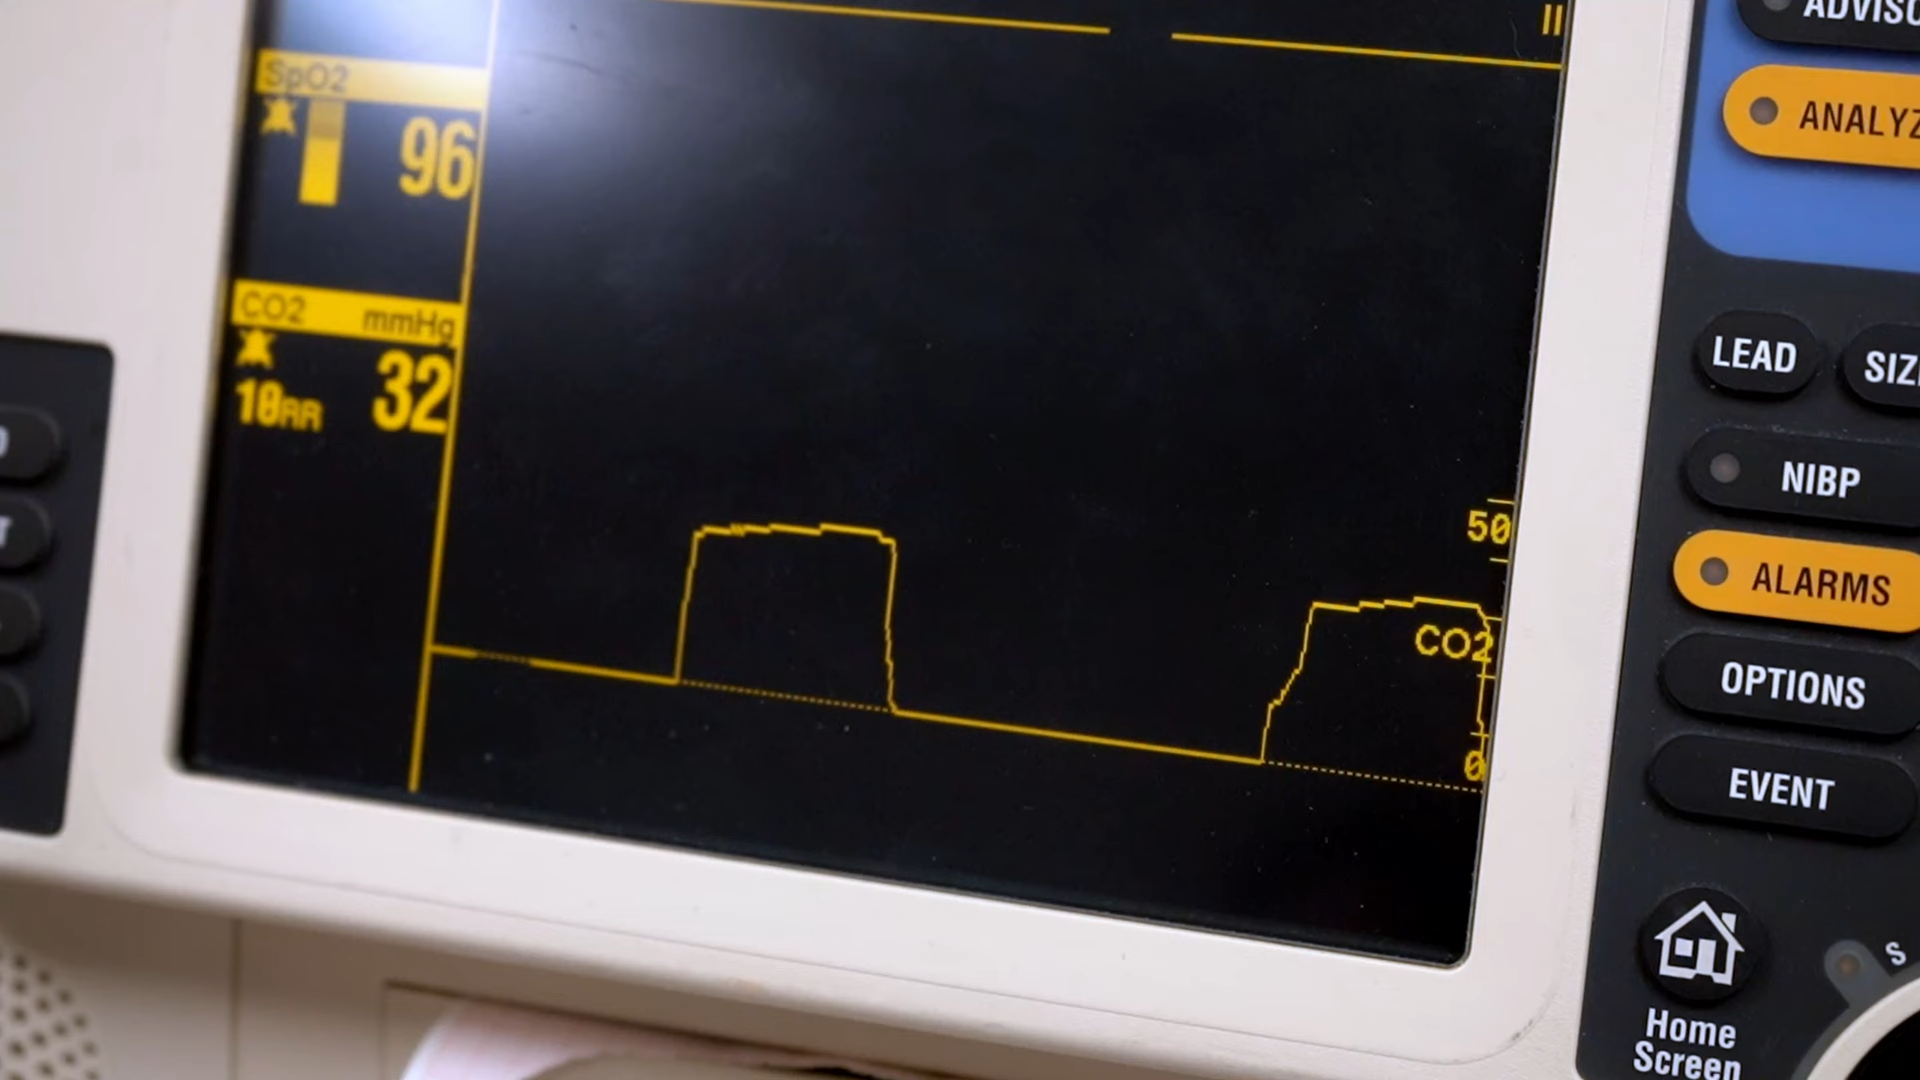 SpO2
96
CO2 mmHg
10RR 32
II
50
CO2
0
ADVISO
ANALYZ
LEAD
SIZ
NIBP
ALARMS
OPTIONS
EVENT
Home
Screen
S